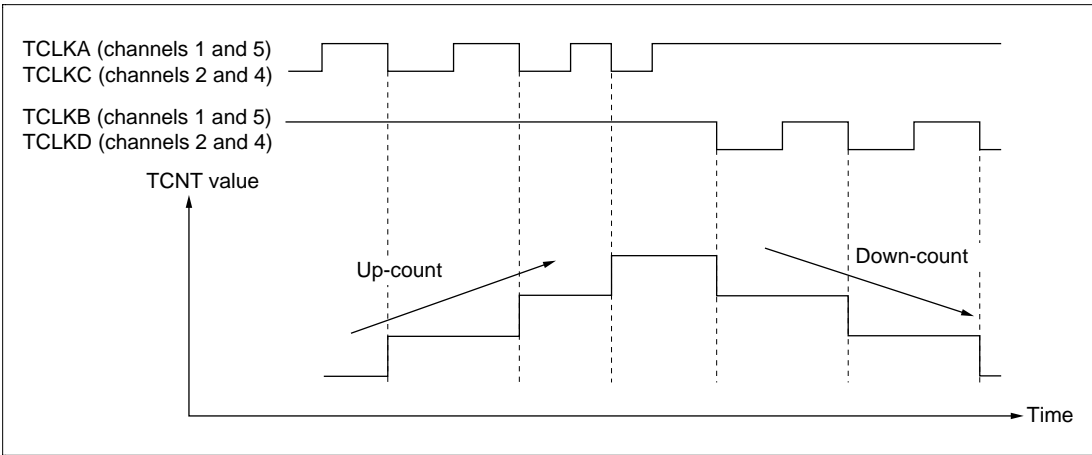 TCLKA (channels 1 and 5)
TCLKC (channels 2 and 4)
TCLKB (channels 1 and 5)
TCLKD (channels 2 and 4)
TCNT value
Up-count
Down-count
Time